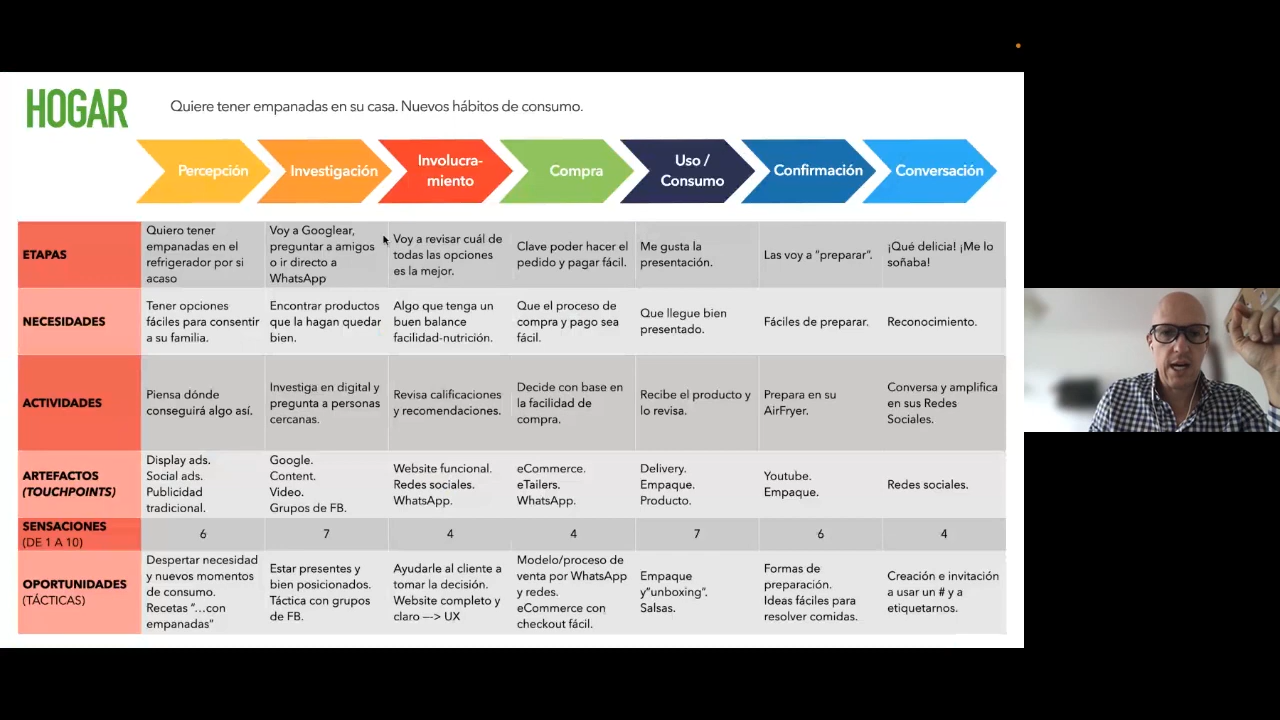 HOGAR
Quiere tener empanadas en su casa. Nuevos hábitos de consumo.
Percepción
Investigación
Involucra-
miento
Compra
Uso /
Consumo
Confirmación
Conversación
ETAPAS
Quiero tener
empanadas en el
refrigerador por si
acaso
Voy a Googlear,
preguntar a amigos
o ir directo a
WhatsApp
Voy a revisar cuál de
todas las opciones
es la mejor.
Clave poder hacer el
pedido y pagar fácil.
Me gusta la
presentación.
Las voy a “preparar”.
¡Qué delicia! ¡Me lo
soñaba!
NECESIDADES
Tener opciones
fáciles para consentir
a su familia.
Encontrar productos
que la hagan quedar
bien.
Algo que tenga un
buen balance
facilidad-nutrición.
Que el proceso de
compra y pago sea
fácil.
Que llegue bien
presentado.
Fáciles de preparar.
Reconocimiento.
ACTIVIDADES
Piensa dónde
conseguirá algo así.
Investiga en digital y
pregunta a personas
cercanas.
Revisa calificaciones
y recomendaciones.
Decide con base en
la facilidad de
compra.
Recibe el producto y
lo revisa.
Prepara en su
AirFryer.
Conversa y amplifica
en sus Redes
Sociales.
ARTEFACTOS
(TOUCHPOINTS)
Display ads.
Social ads.
Publicidad
tradicional.
Google.
Content.
Video.
Grupos de FB.
Website funcional.
Redes sociales.
WhatsApp.
eCommerce.
eTailers.
WhatsApp.
Delivery.
Empaque.
Producto.
Youtube.
Empaque.
Redes sociales.
SENSACIONES
(DE 1 A 10)
6
7
4
4
7
6
4
OPORTUNIDADES
(TÁCTICAS)
Despertar necesidad
y nuevos momentos
de consumo.
Recetas “...con
empanadas”
Estar presentes y
bien posicionados.
Táctica con grupos
de FB.
Ayudarle al cliente a
tomar la decisión.
Website completo y
claro —> UX
Modelo/proceso de
venta por WhatsApp
y redes.
eCommerce con
checkout fácil.
Empaque
y“unboxing”.
Salsas.
Formas de
preparación.
Ideas fáciles para
resolver comidas.
Creación e invitación
a usar un # y a
etiquetarnos.